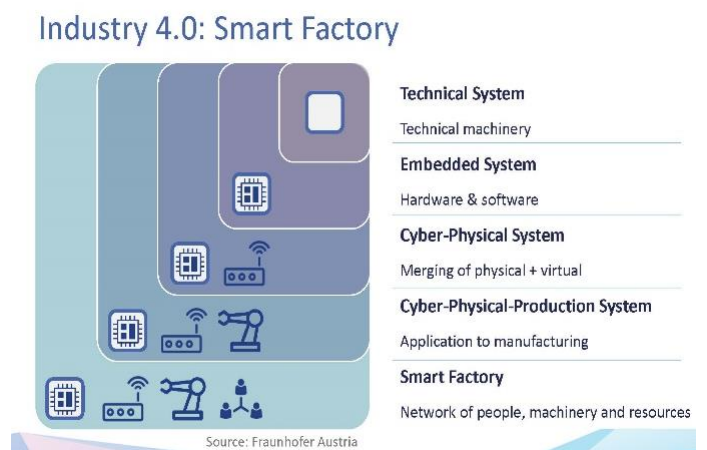 Industry 4.0: Smart Factory
Technical System
Technical machinery
Embedded System
Hardware & software
Cyber-Physical System
Merging of physical + virtual
Cyber-Physical-Production System
Application to manufacturing
Smart Factory
Network of people, machinery and resources
Source: Fraunhofer Austria